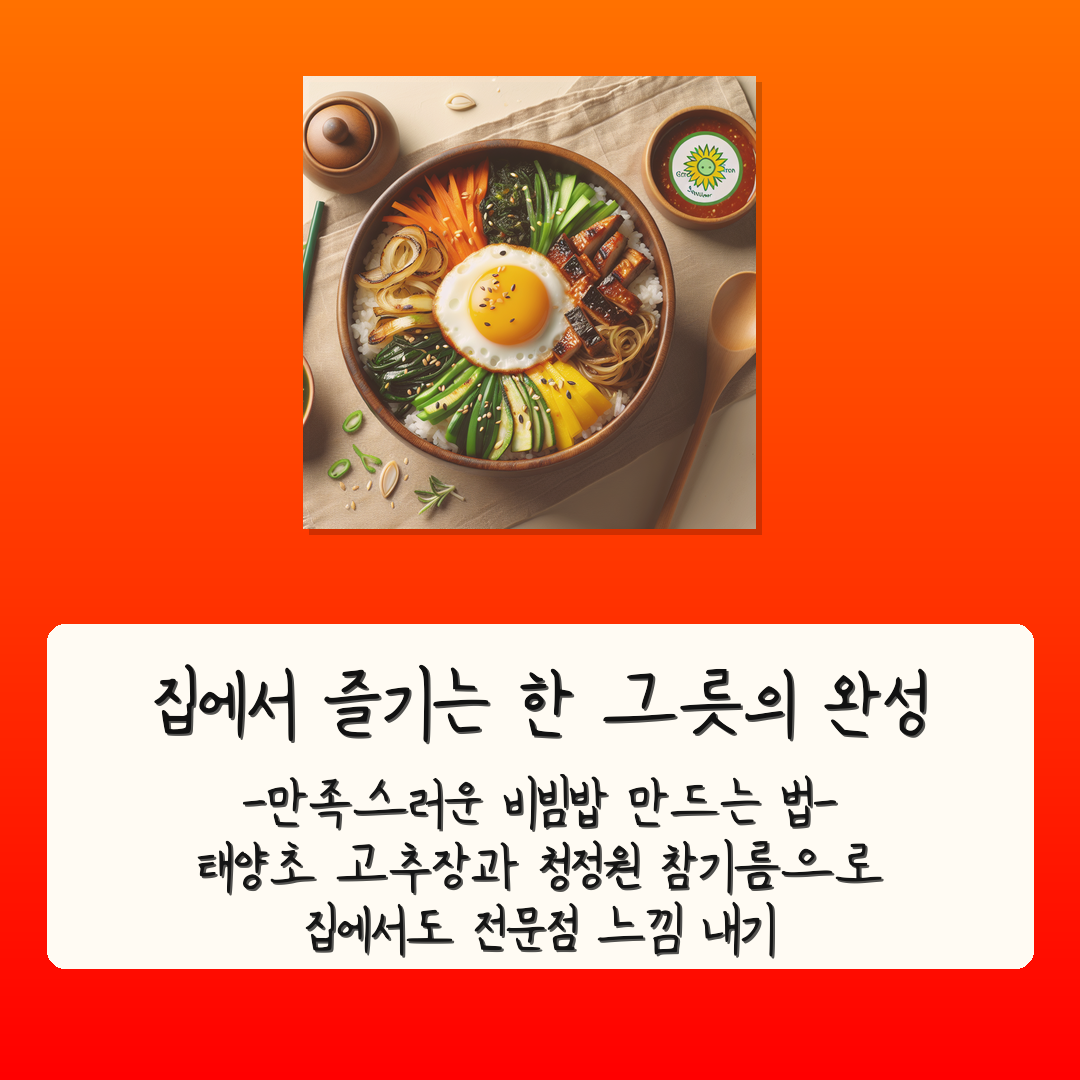 집에서 즐기는 한 그릇의 완성
-만족스러운 비빔밥 만드는 법-
태양초 고추장과 청정원 참기름으로
집에서도 전문점 느낌 내기